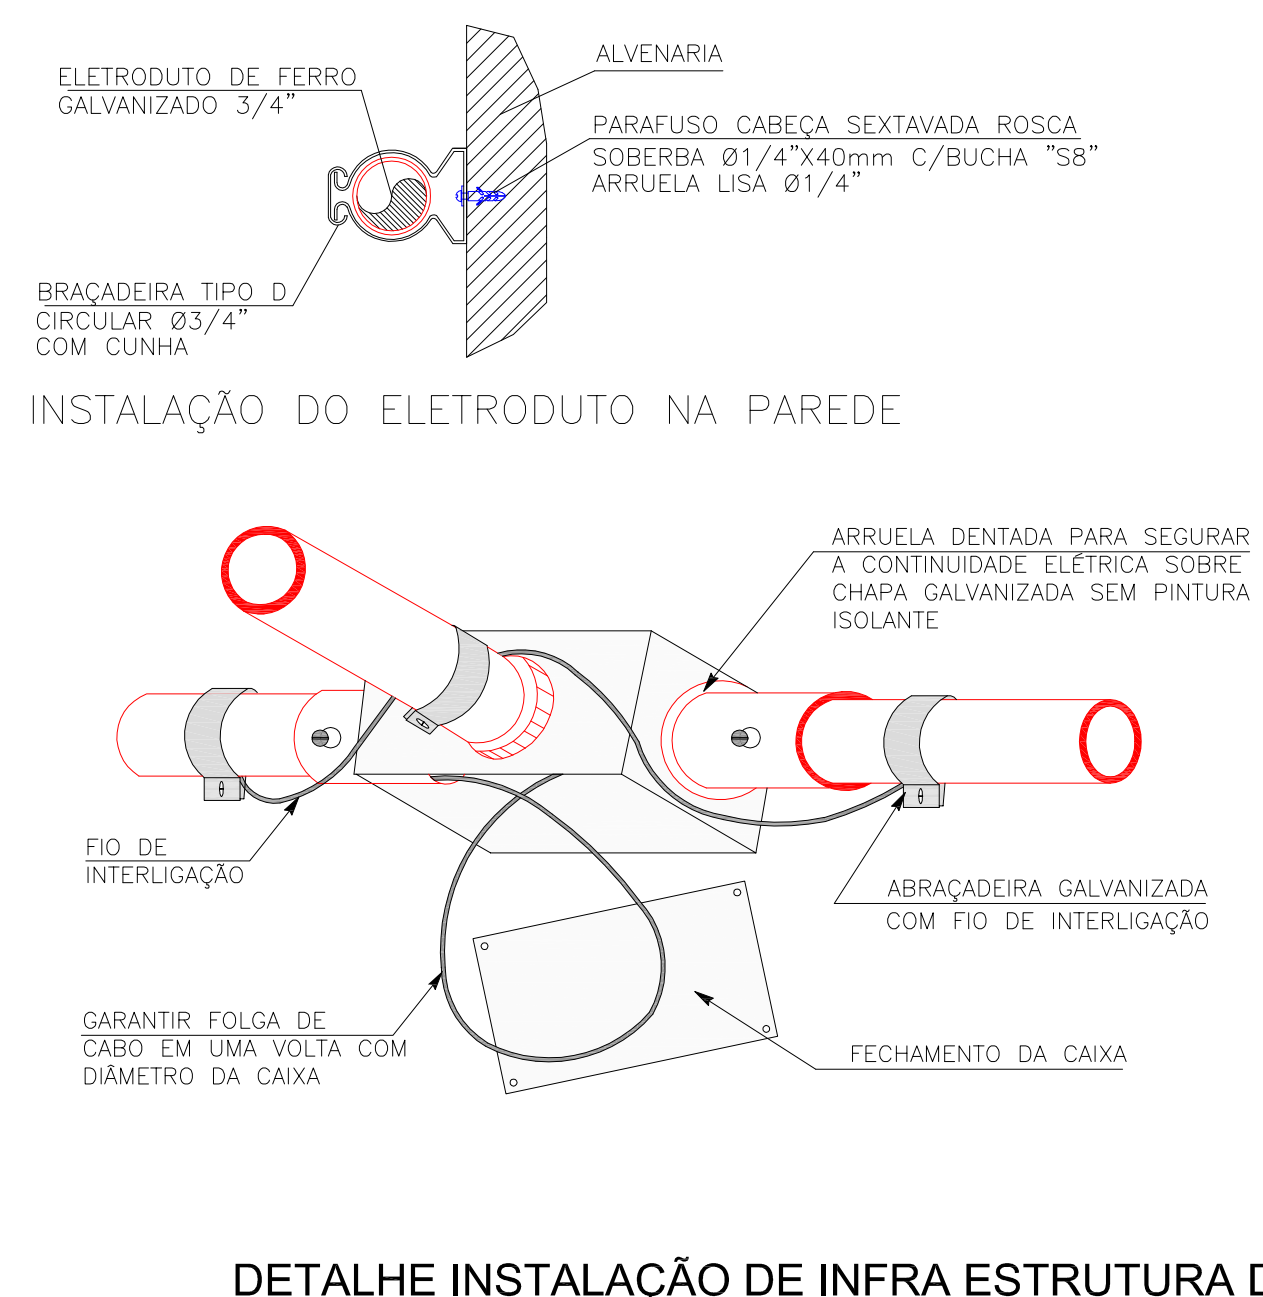 ALVENARIA
ELETRODUTO DE FERRO
GALVANIZADO 3/4"
PARAFUSO CABEÇA SEXTAVADA ROSCA
SOBERBA Ø1/4"X40mm C/BUCHA "S8"
ARRUELA LISA Ø1/4"
BRAÇADEIRA TIPO D
CIRCULAR Ø3/4"
COM CUNHA
INSTALAÇÃO DO ELETRODUTO NA PAREDE
ARRUELA DENTADA PARA SEGURAR
A CONTINUIDADE ELÉTRICA SOBRE
CHAPA GALVANIZADA SEM PINTURA
ISOLANTE
FIO DE
INTERLIGAÇÃO
ABRAÇADEIRA GALVANIZADA
COM FIO DE INTERLIGAÇÃO
GARANTIR FOLGA DE
CABO EM UMA VOLTA COM
DIÂMETRO DA CAIXA
FECHAMENTO DA CAIXA
DETALHE INSTALAÇÃO DE INFRA ESTRUTURA